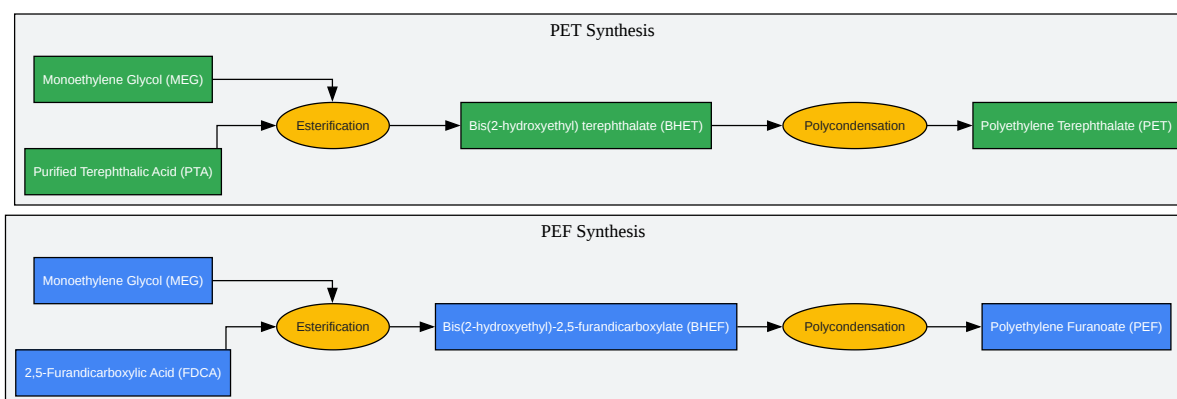 PET Synthesis
Monoethylene Glycol (MEG)
Esterification
Bis(2-hydroxyethyl) terephthalate (BHET)
Polycondensation
Polyethylene Terephthalate (PET)
Purified Terephthalic Acid (PTA)
PEF Synthesis
Monoethylene Glycol (MEG)
Esterification
Bis(2-hydroxyethyl)-2,5-furandicarboxylate (BHEF)
Polycondensation
Polyethylene Furanoate (PEF)
2,5-Furandicarboxylic Acid (FDCA)